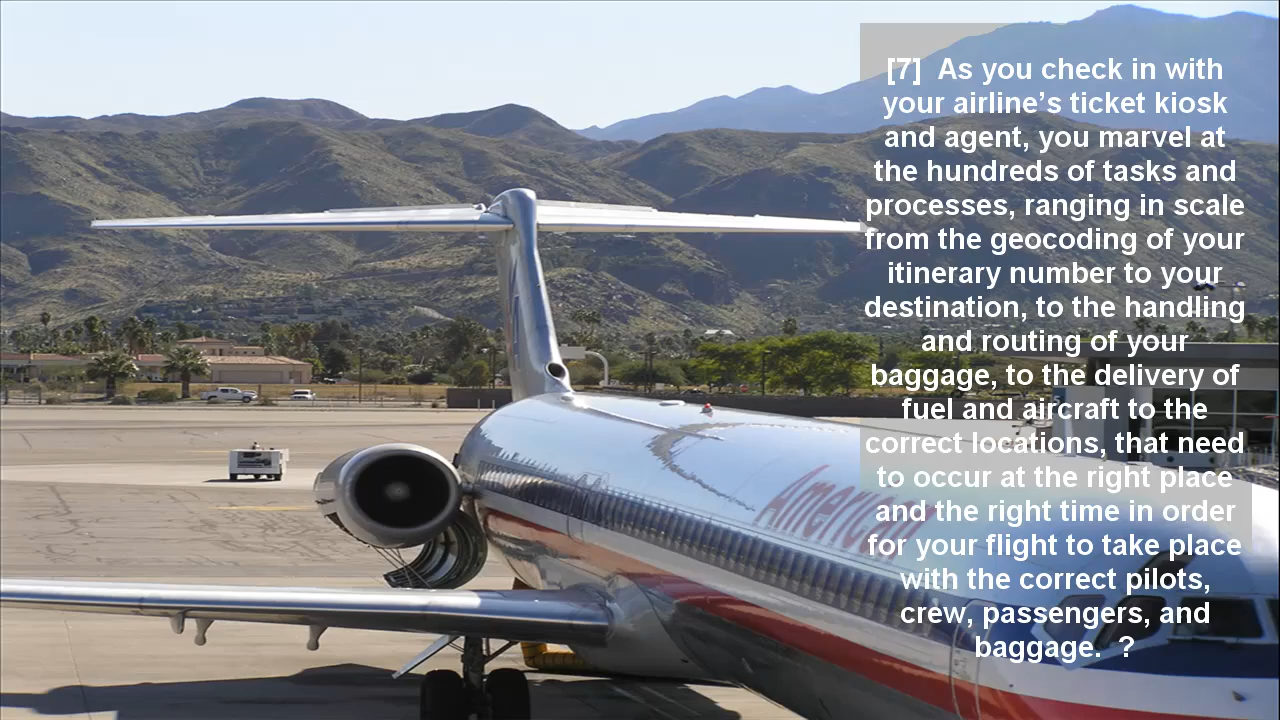 [7]  As you check in with
your airline’s ticket kiosk
and agent, you marvel at
the hundreds of tasks and
processes, ranging in scale
from the geocoding of your
itinerary number to your
destination, to the handling
and routing of your
baggage, to the delivery of
fuel and aircraft to the
correct locations, that need
to occur at the right place
and the right time in order
for your flight to take place
with the correct pilots,
crew, passengers, and
baggage.  ?
American